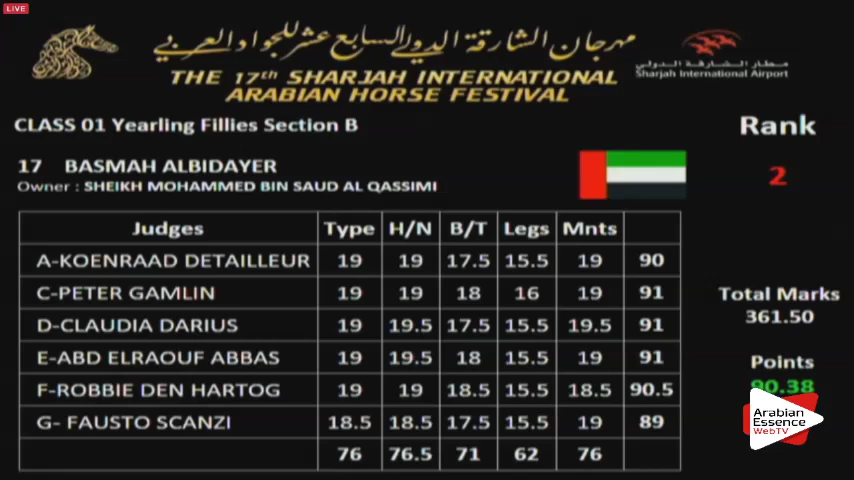 LIVE
مهرجان الشارقة الدولي السابع عشر للجواد العربي
THE 17th SHARJAH INTERNATIONAL
ARABIAN HORSE FESTIVAL
مطار الشارقة الدولي
Sharjah International Airport
CLASS 01 Yearling Fillies Section B
Rank
17 BASMAH ALBIDAYER
Owner : SHEIKH MOHAMMED BIN SAUD AL QASSIMI
2
Judges Type H/N B/T Legs Mnts
A-KOENRAAD DETAILLEUR 19 19 17.5 15.5 19 90
C-PETER GAMLIN 19 19 18 16 19 91
D-CLAUDIA DARIUS 19 19.5 17.5 15.5 19.5 91
E-ABD ELRAOUF ABBAS 19 19.5 18 15.5 19 91
F-ROBBIE DEN HARTOG 19 19 18.5 15.5 18.5 90.5
G- FAUSTO SCANZI 18.5 18.5 17.5 15.5 19 89
76 76.5 71 62 76
Total Marks
361.50
Points
90.38
Arabian
Essence
WebTV